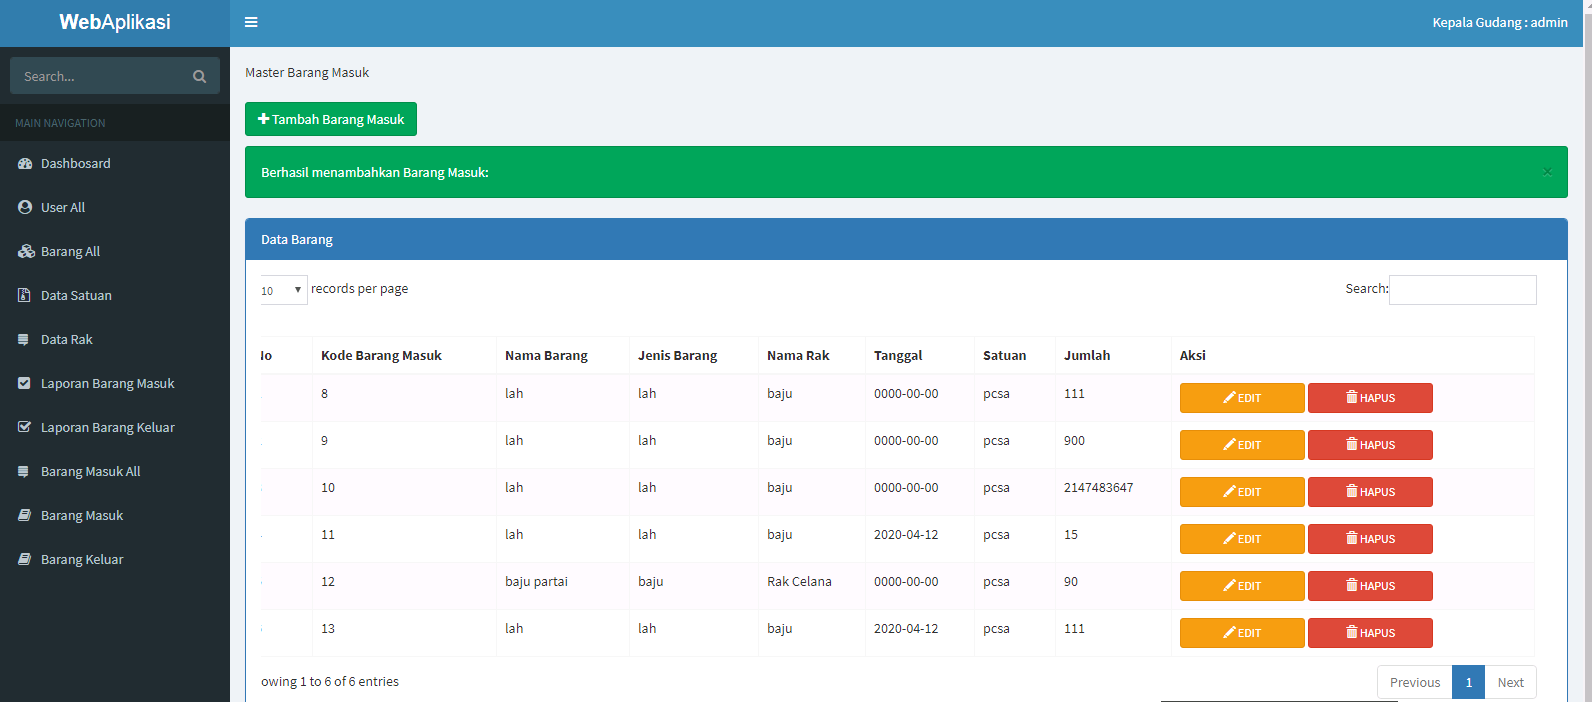 WebAplikasi
Kepala Gudang : admin
Search...
MAIN NAVIGATION
Dashbosard
User All
Barang All
Data Satuan
Data Rak
Laporan Barang Masuk
Laporan Barang Keluar
Barang Masuk All
Barang Masuk
Barang Keluar
Master Barang Masuk
Tambah Barang Masuk
Berhasil menambahkan Barang Masuk: ×
Data Barang
10 records per page Search:
No Kode Barang Masuk Nama Barang Jenis Barang Nama Rak Tanggal Satuan Jumlah Aksi
8 lah lah baju 0000-00-00 pcsa 111 EDIT HAPUS
9 lah lah baju 0000-00-00 pcsa 900 EDIT HAPUS
10 lah lah baju 0000-00-00 pcsa 2147483647 EDIT HAPUS
11 lah lah baju 2020-04-12 pcsa 15 EDIT HAPUS
12 baju partai baju Rak Celana 0000-00-00 pcsa 90 EDIT HAPUS
13 lah lah baju 2020-04-12 pcsa 111 EDIT HAPUS
owing 1 to 6 of 6 entries Previous 1 Next